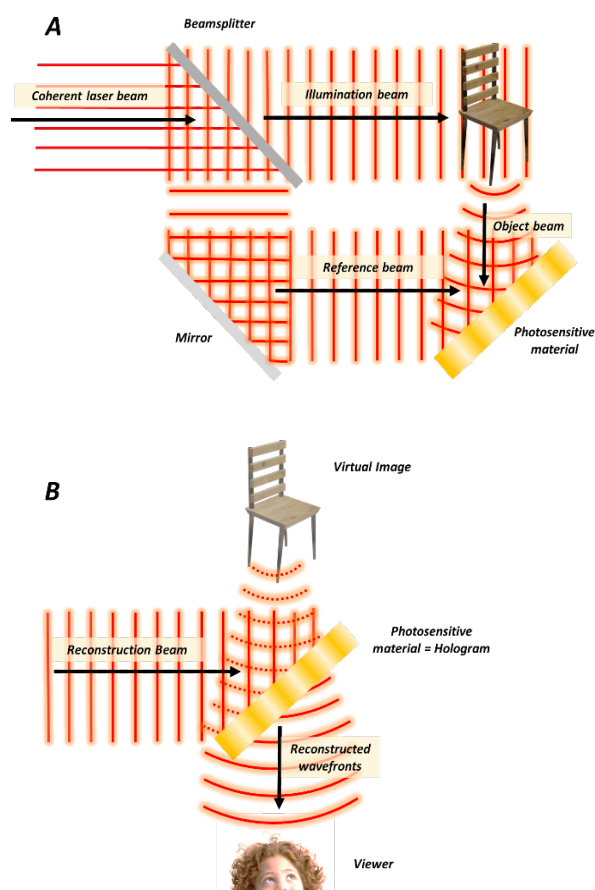 A
Beamsplitter
Coherent laser beam
Illumination beam
Object beam
Reference beam
Mirror
Photosensitive
material
B
Virtual Image
Photosensitive
material = Hologram
Reconstruction Beam
Reconstructed
wavefronts
Viewer